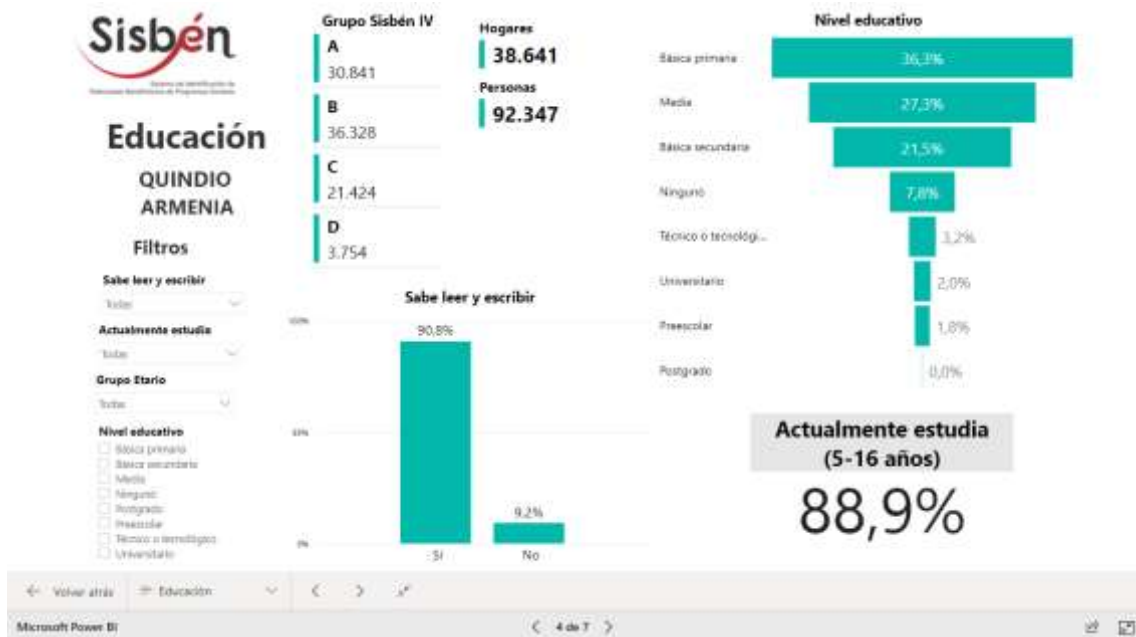 Sisbén
Educación
QUINDIO
ARMENIA
Filtros
Sabe leer y escribir
Todas
Actualmente estudia
Todas
Grupo Etario
Todas
Nivel educativo
Básica primaria
Básica secundaria
Media
Ninguno
Postgrado
Preescolar
Técnico o tecnológico
Universitario
Grupo Sisbén IV
A
30.841
B
36.328
C
21.424
D
3.754
Hogares
38.641
Personas
92.347
Sabe leer y escribir
100%
90,8%
9,2%
0%
Sí
No
Nivel educativo
Básica primaria
36,3%
Media
27,3%
Básica secundaria
21,5%
Ninguno
7,8%
Técnico o tecnológi...
3,2%
Universitario
2,0%
Preescolar
1,8%
Postgrado
0,0%
Actualmente estudia
(5-16 años)
88,9%
Volver atrás
Educación
Microsoft Power BI
4 de 7